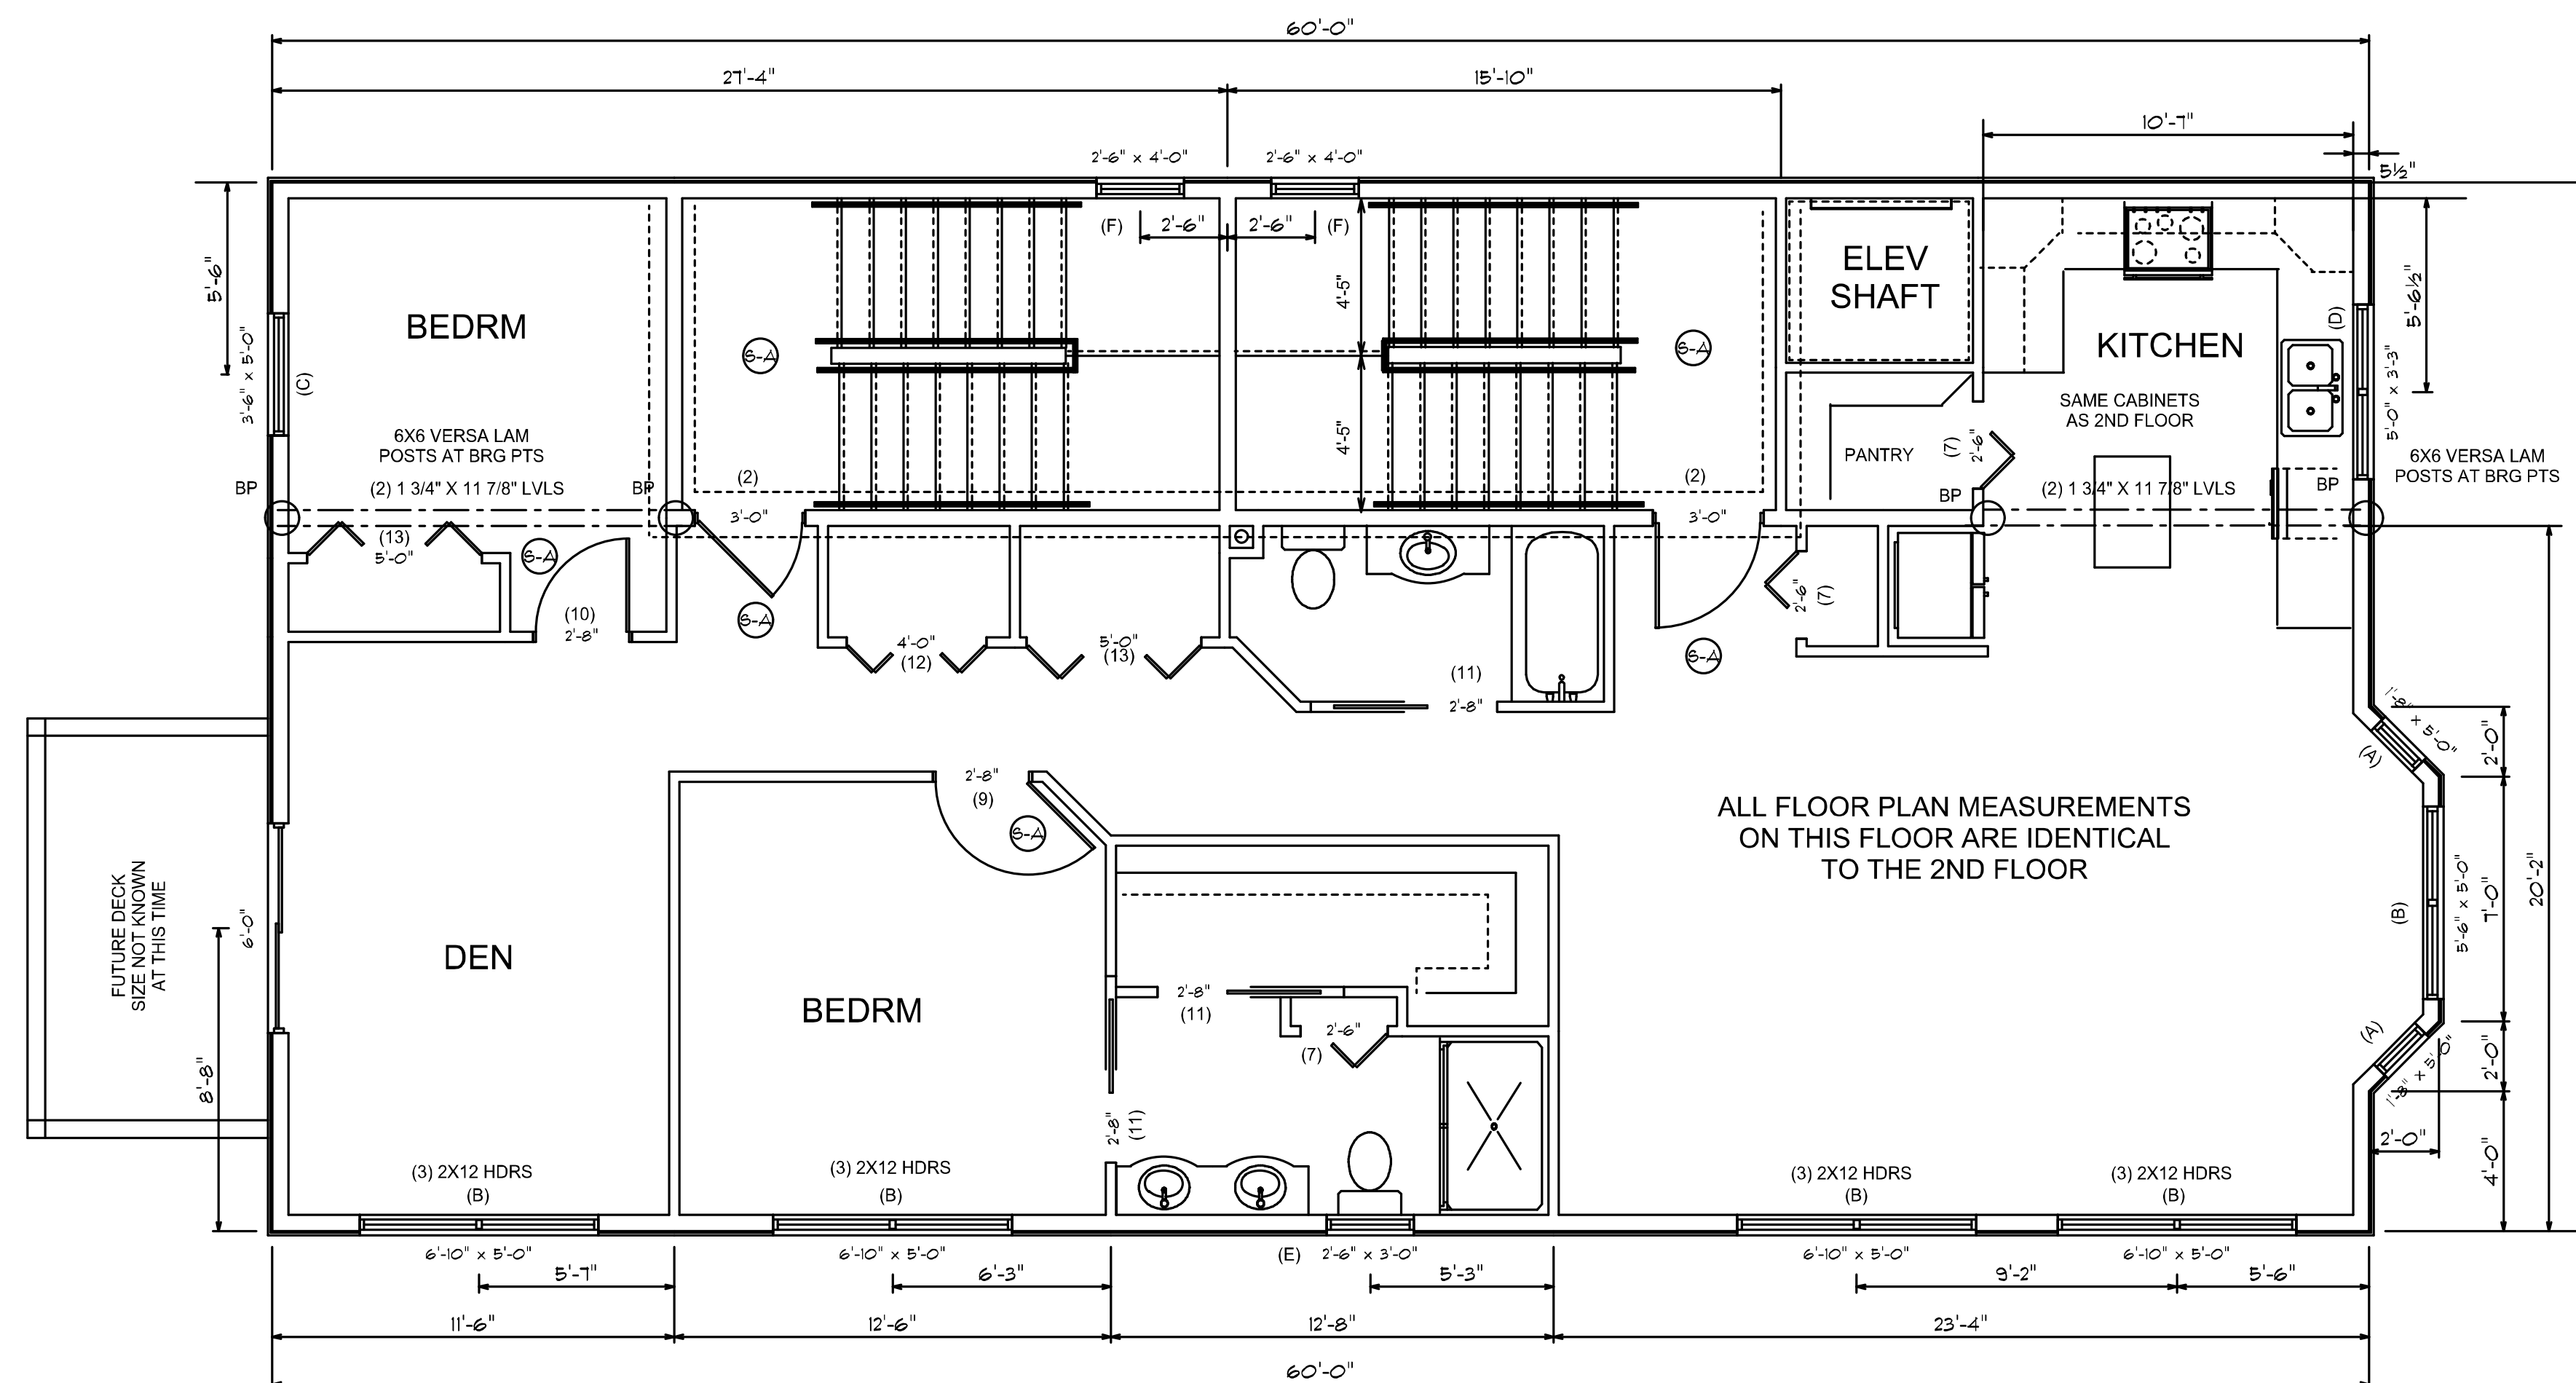 60'-0"
27'-4"
15'-10"
10'-7"
5½"
2'-6" x 4'-0"
2'-6" x 4'-0"
(F)
2'-6"
2'-6"
(F)
5'-6"
3'-6" x 5'-0"
(C)
BEDRM
6X6 VERSA LAM
POSTS AT BRG PTS
BP
(2) 1 3/4" X 11 7/8" LVLS
BP
S-A
(2)
3'-0"
4'-5"
4'-5"
S-A
(2)
3'-0"
ELEV
SHAFT
PANTRY
(7)
2'-6"
BP
KITCHEN
SAME CABINETS
AS 2ND FLOOR
(2) 1 3/4" X 11 7/8" LVLS
BP
(D)
5'-0" x 3'-3"
5'-6½"
6X6 VERSA LAM
POSTS AT BRG PTS
(13)
5'-0"
S-A
(10)
2'-8"
S-A
4'-0"
(12)
5'-0"
(13)
(11)
2'-8"
S-A
2'-6"
(7)
1'-8" x 5'-0"
(A)
2'-0"
2'-8"
(9)
S-A
ALL FLOOR PLAN MEASUREMENTS
ON THIS FLOOR ARE IDENTICAL
TO THE 2ND FLOOR
(B)
5'-6" x 5'-0"
7'-0"
20'-2"
FUTURE DECK
SIZE NOT KNOWN
AT THIS TIME
6'-0"
8'-8"
DEN
BEDRM
2'-8"
(11)
2'-6"
(7)
2'-8"
(11)
(A)
1'-8" x 5'-0"
2'-0"
2'-0"
4'-0"
(3) 2X12 HDRS
(B)
(3) 2X12 HDRS
(B)
(3) 2X12 HDRS
(B)
(3) 2X12 HDRS
(B)
6'-10" x 5'-0"
6'-10" x 5'-0"
(E) 2'-6" x 3'-0"
6'-10" x 5'-0"
6'-10" x 5'-0"
5'-7"
6'-3"
5'-3"
9'-2"
5'-6"
11'-6"
12'-6"
12'-8"
23'-4"
60'-0"